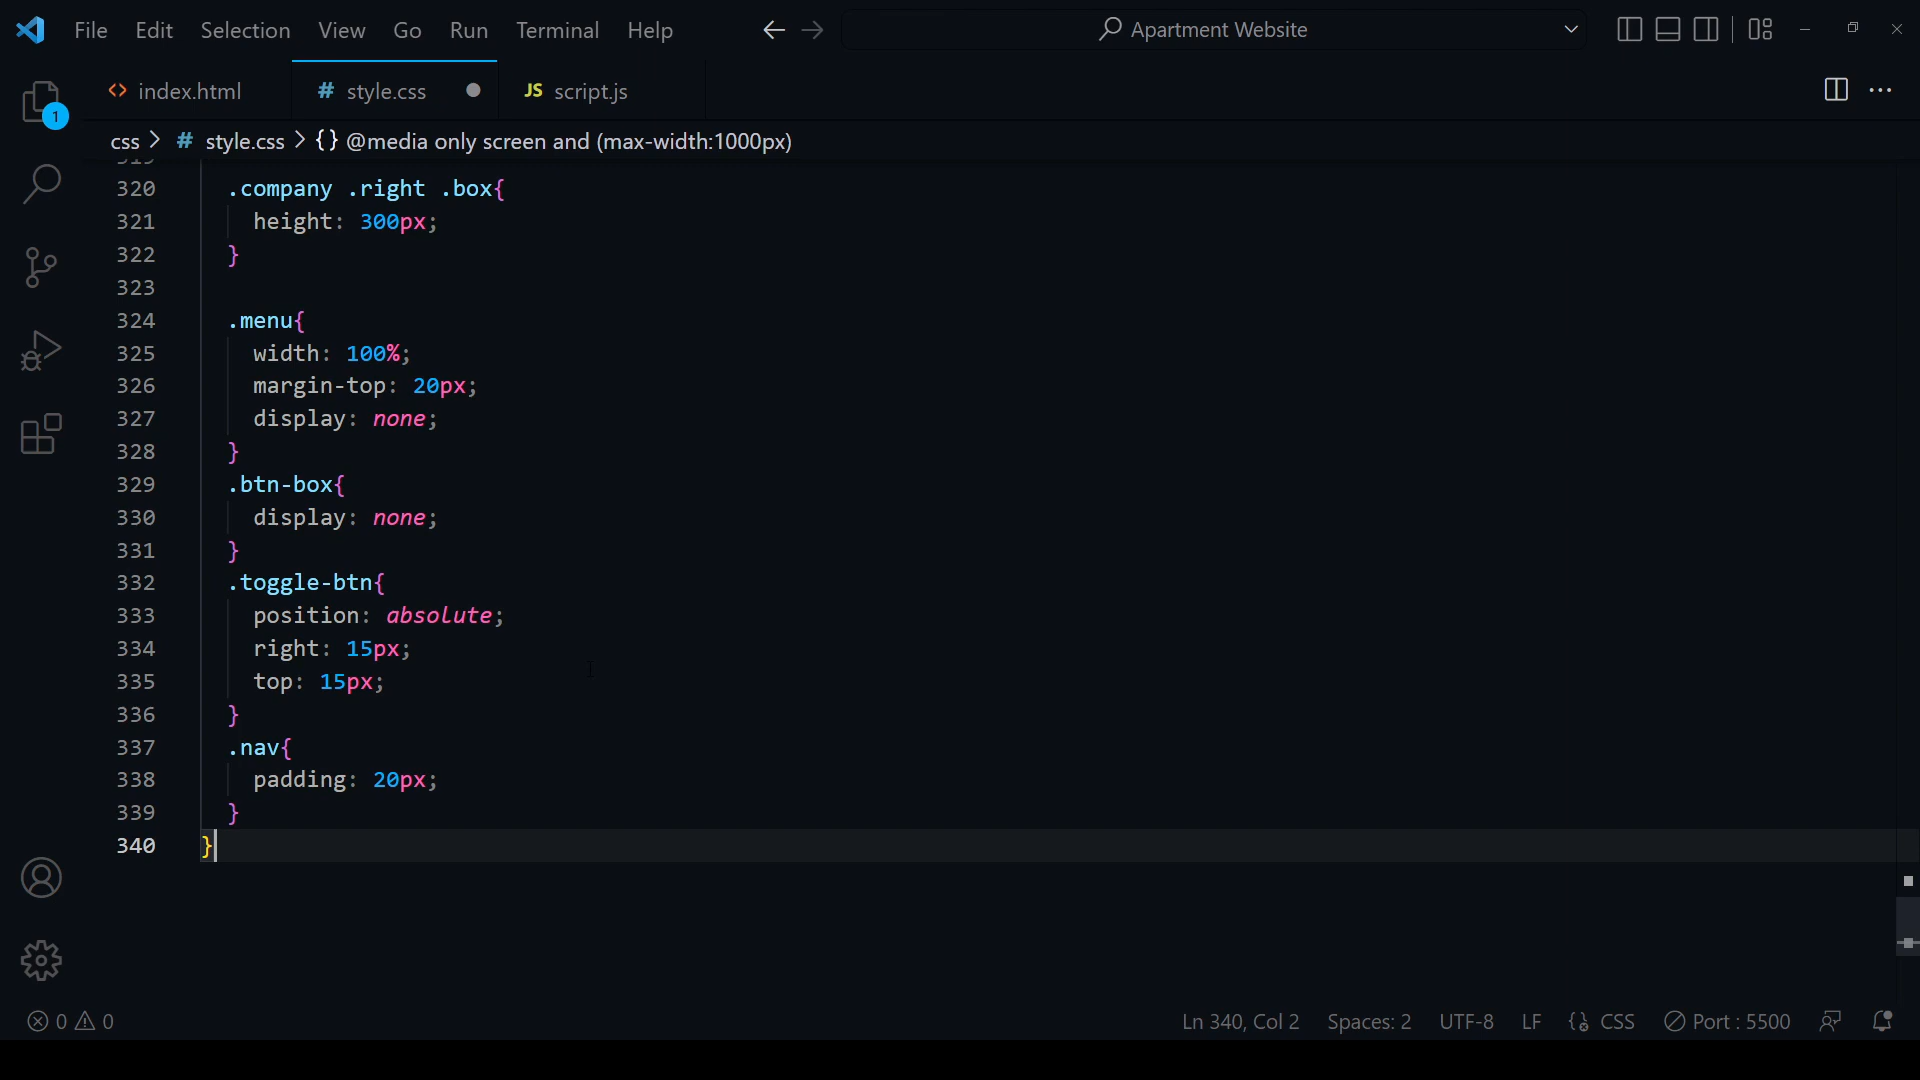 File Edit Selection View Go Run Terminal Help Apartment Website
1
index.html style.css JS script.js
css > # style.css > {} @media only screen and (max-width:1000px)
319
320 .company .right .box{
321 height: 300px;
322 }
323
324 .menu{
325 width: 100%;
326 margin-top: 20px;
327 display: none;
328 }
329 .btn-box{
330 display: none;
331 }
332 .toggle-btn{
333 position: absolute;
334 right: 15px;
335 top: 15px;
336 }
337 .nav{
338 padding: 20px;
339 }
340 }
0 0 Ln 340, Col 2 Spaces: 2 UTF-8 LF {} CSS Port : 5500